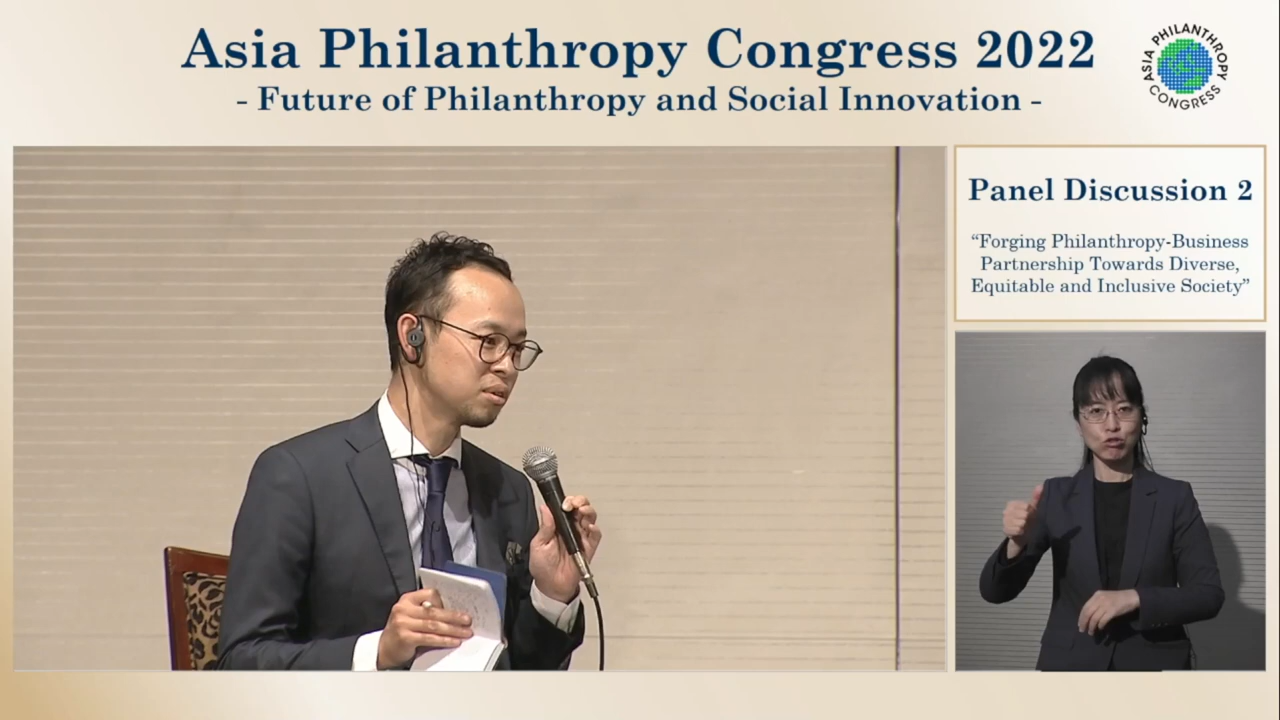 Asia Philanthropy Congress 2022
- Future of Philanthropy and Social Innovation -
ASIA PHILANTHROPY CONGRESS
Panel Discussion 2
“Forging Philanthropy-Business
Partnership Towards Diverse,
Equitable and Inclusive Society”